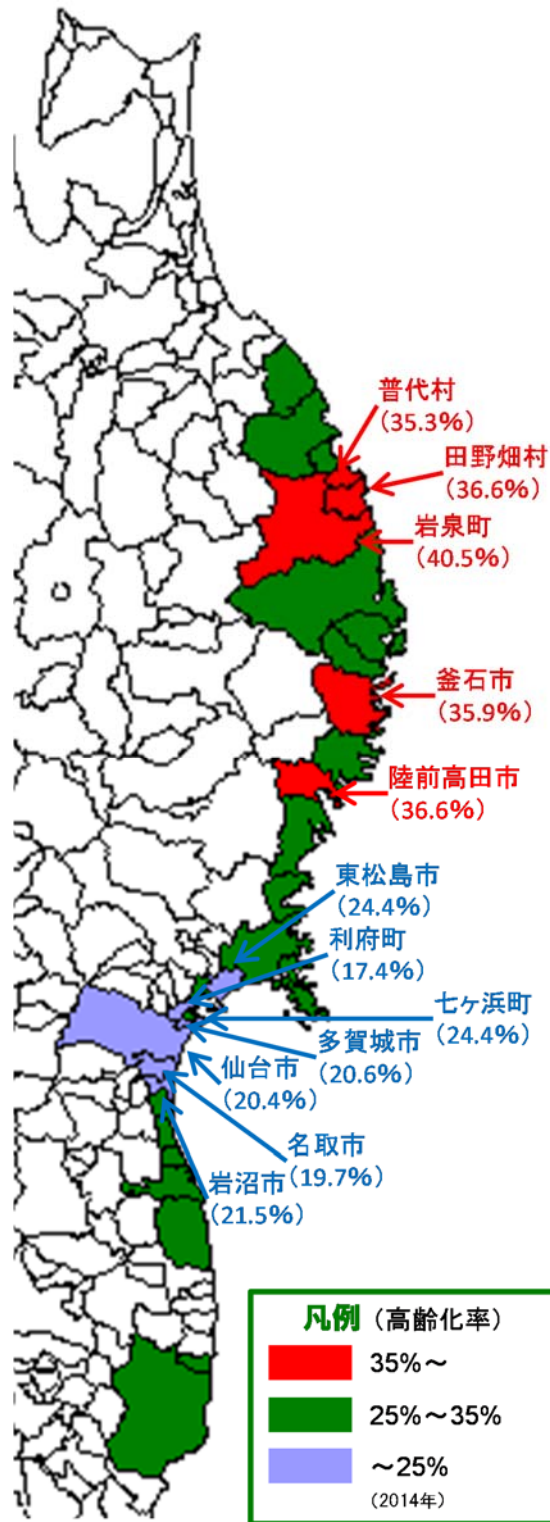 普代村
(35.3%)
田野畑村
(36.6%)
岩泉町
(40.5%)
釜石市
(35.9%)
陸前高田市
(36.6%)
東松島市
(24.4%)
利府町
(17.4%)
七ヶ浜町
(24.4%)
多賀城市
(20.6%)
仙台市
(20.4%)
名取市
(19.7%)
岩沼市
(21.5%)
凡例 (高齢化率)
35%～
25%～35%
～25%
(2014年)